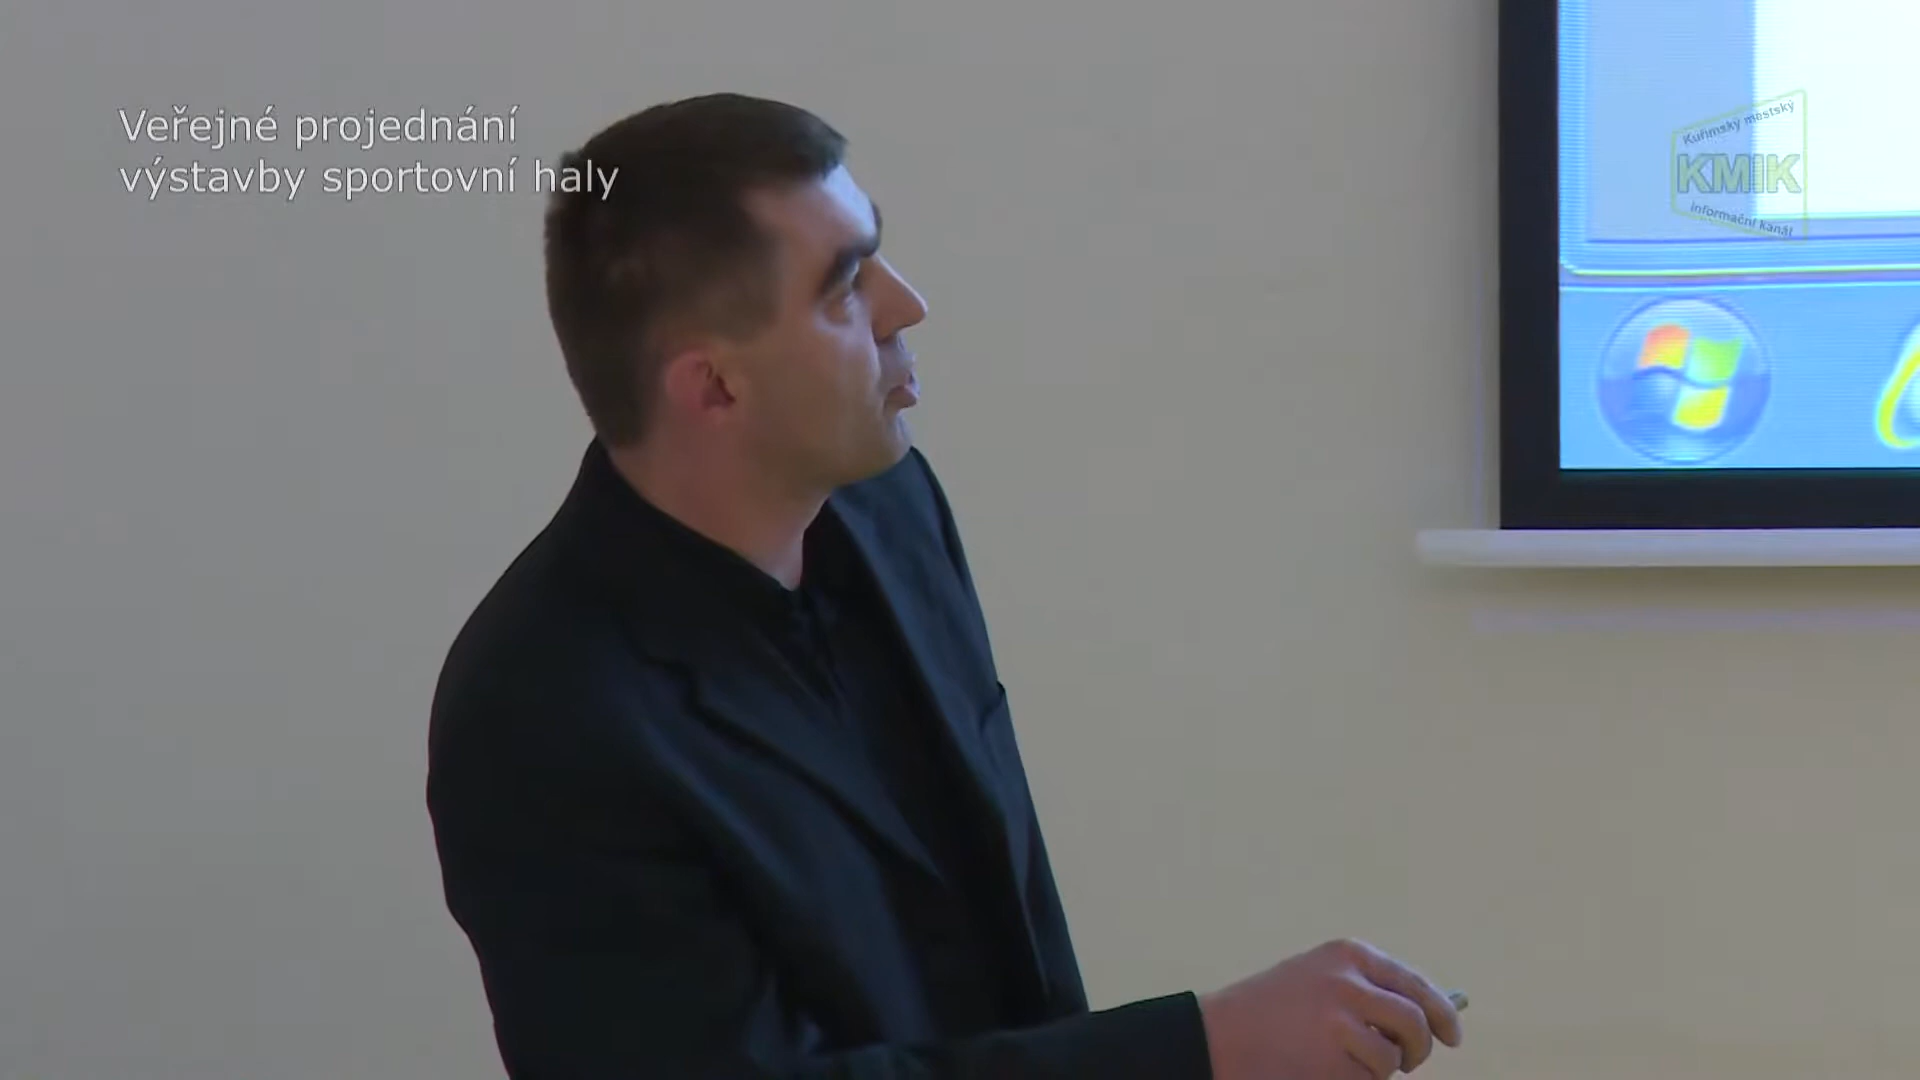 Veřejné projednání
výstavby sportovní haly
Kuřimský městský
KMIK
informační kanál